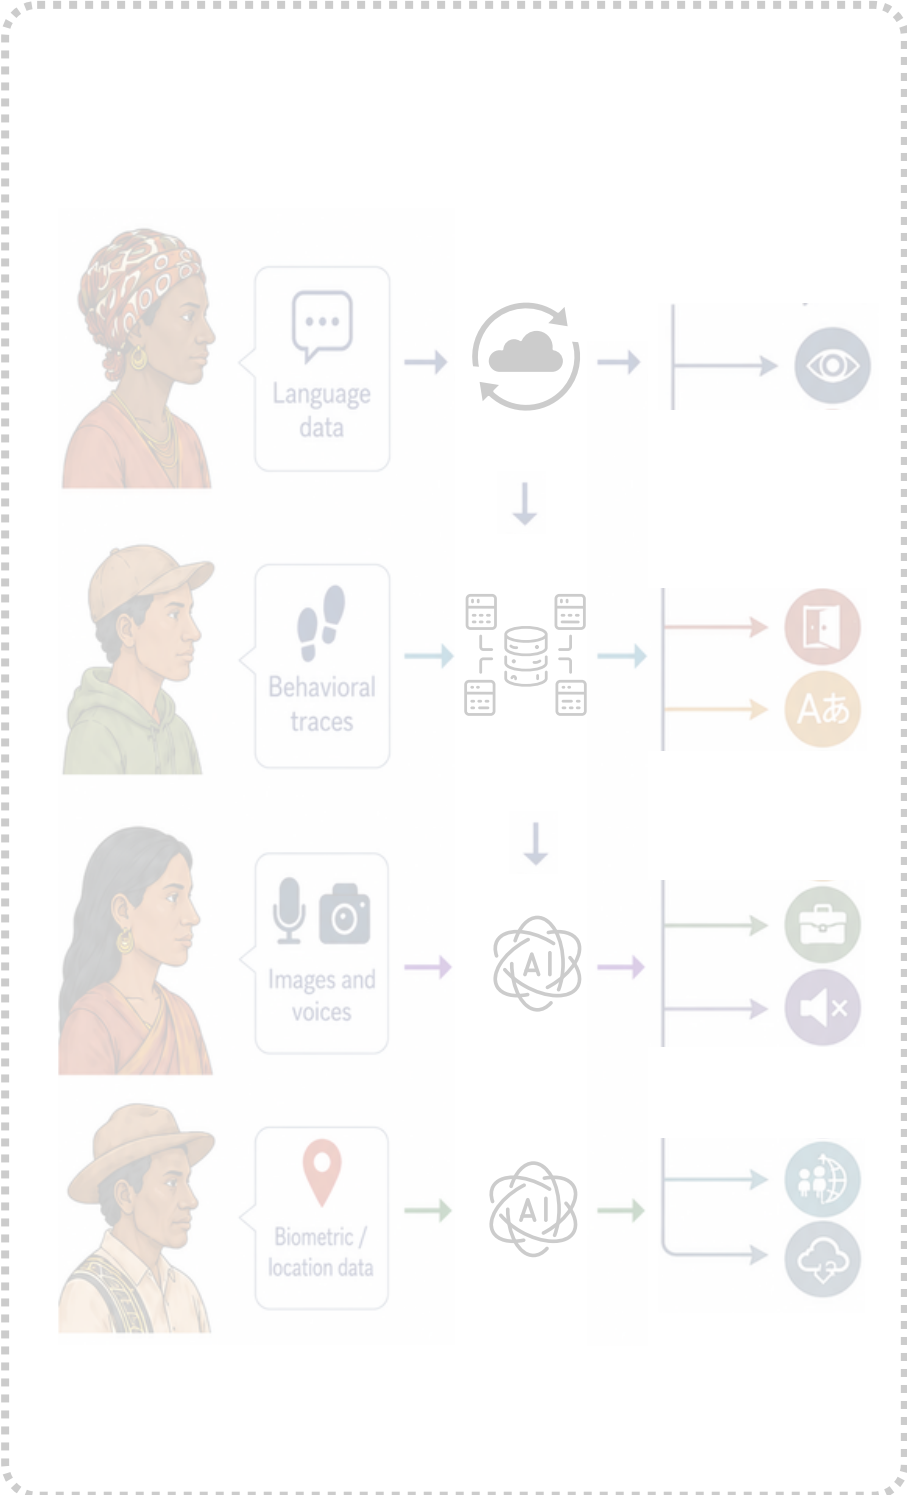 Language
data
Behavioral
traces
Aあ
Images and
voices
AI
Biometric /
location data
AI